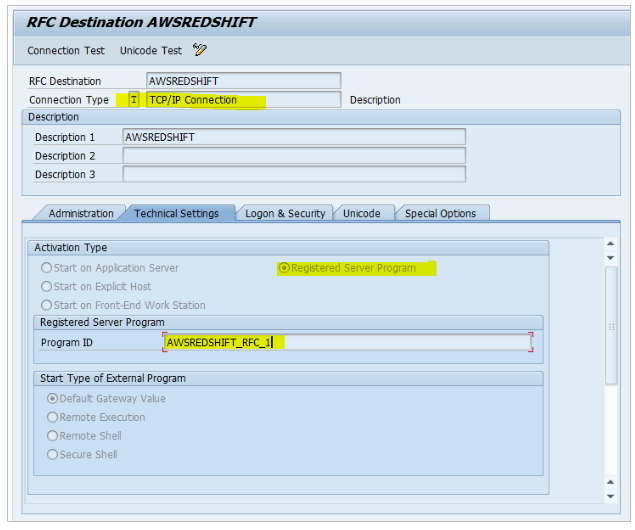 RFC Destination AWSREDSHIFT
Connection Test Unicode Test
RFC Destination AWSREDSHIFT
Connection Type T TCP/IP Connection Description
Description
Description 1 AWSREDSHIFT
Description 2
Description 3
Administration Technical Settings Logon & Security Unicode Special Options
Activation Type
Start on Application Server Registered Server Program
Start on Explicit Host
Start on Front-End Work Station
Registered Server Program
Program ID AWSREDSHIFT_RFC_1
Start Type of External Program
Default Gateway Value
Remote Execution
Remote Shell
Secure Shell